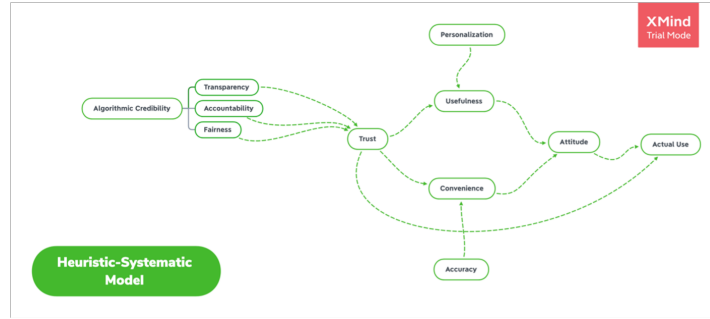 XMind
Trial Mode
Personalization
Transparency
Usefulness
Algorithmic Credibility
Accountability
Fairness
Trust
Attitude
Actual Use
Convenience
Heuristic-Systematic
Model
Accuracy